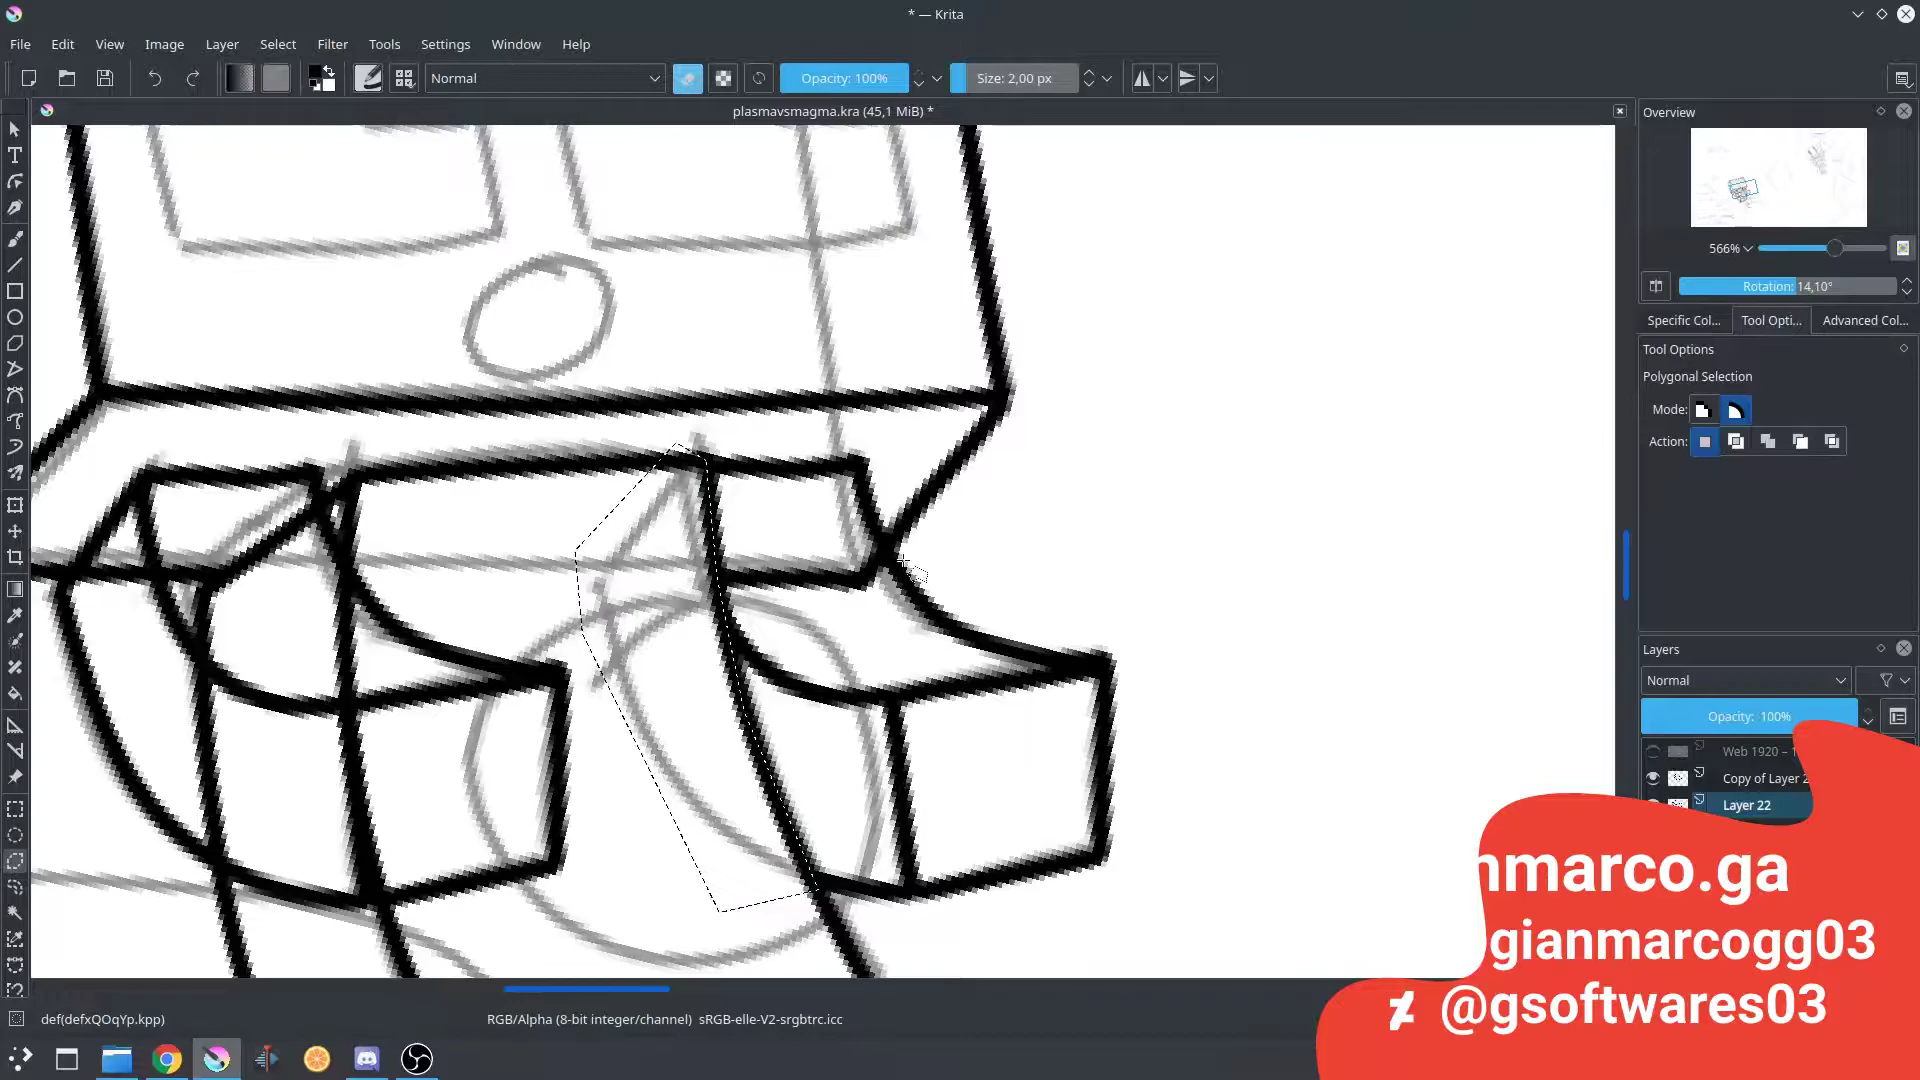 * — Krita
File Edit View Image Layer Select Filter Tools Settings Window Help
Normal
Opacity: 100%
Size: 2,00 px
plasmavsmagma.kra (45,1 MiB) *
Overview
566%
Rotation: 14,10°
Specific Col... Tool Opti... Advanced Col...
Tool Options
Polygonal Selection
Mode:
Action:
Layers
Normal
Opacity: 100%
Web 1920 –
Copy of Layer 2
Layer 22
nmarco.ga
gianmarcogg03
@gsoftwares03
def(defxQOqYp.kpp)
RGB/Alpha (8-bit integer/channel) sRGB-elle-V2-srgbtrc.icc